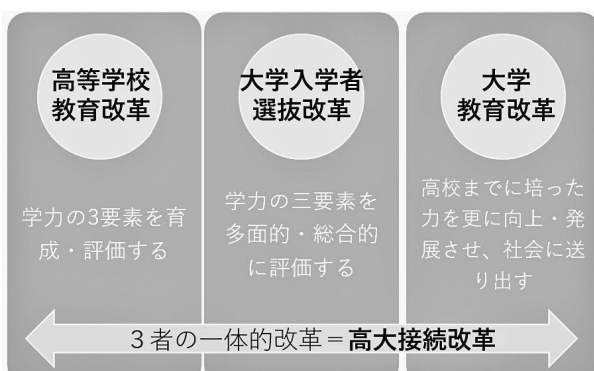 高等学校
教育改革
学力の3要素を育
成・評価する
大学入学者
選抜改革
学力の三要素を
多面的・総合的
に評価する
大学
教育改革
高校までに培った
力を更に向上・発
展させ、社会に送
り出す
３者の一体的改革＝高大接続改革